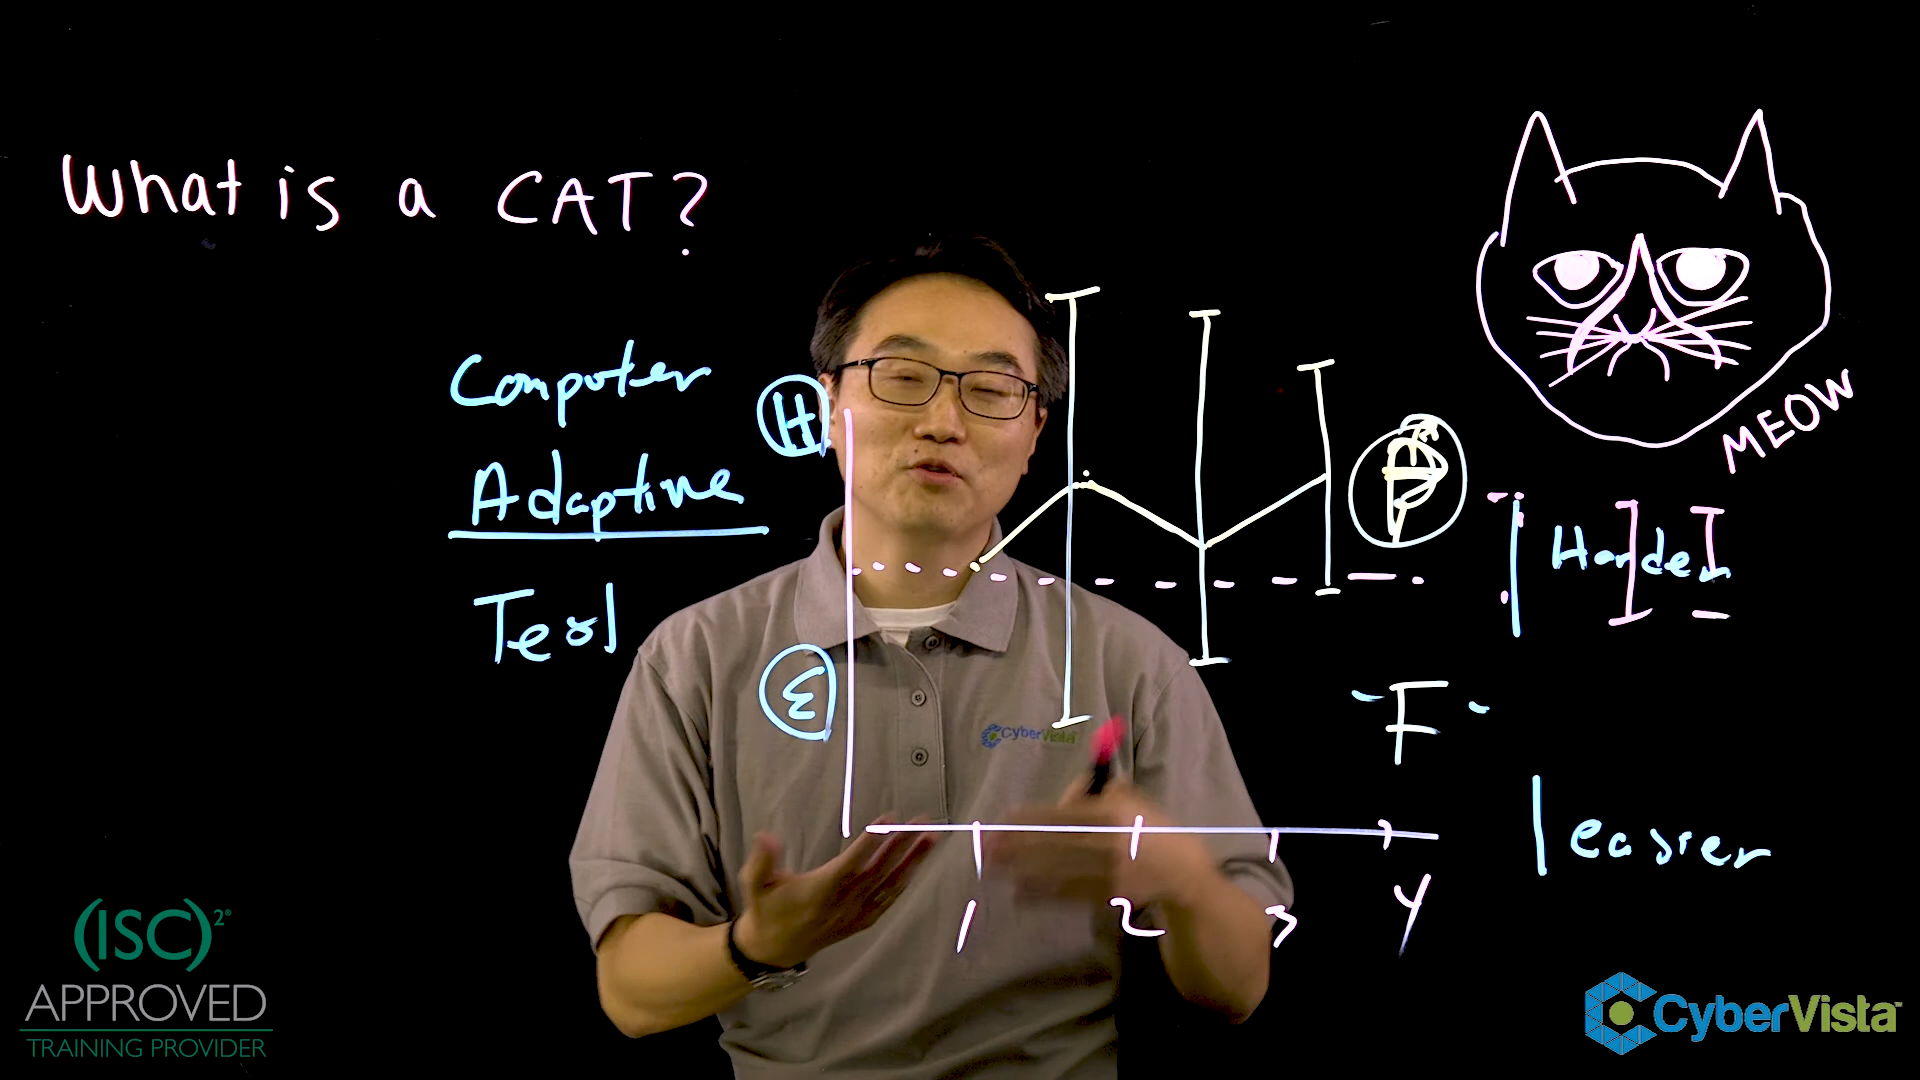 What is a CAT?
Computer
Adaptive
Test
H
E
MEOW
Harder
F
easier
1 2 3 4
CyberVista
(ISC)²®
APPROVED
TRAINING PROVIDER
CyberVista™